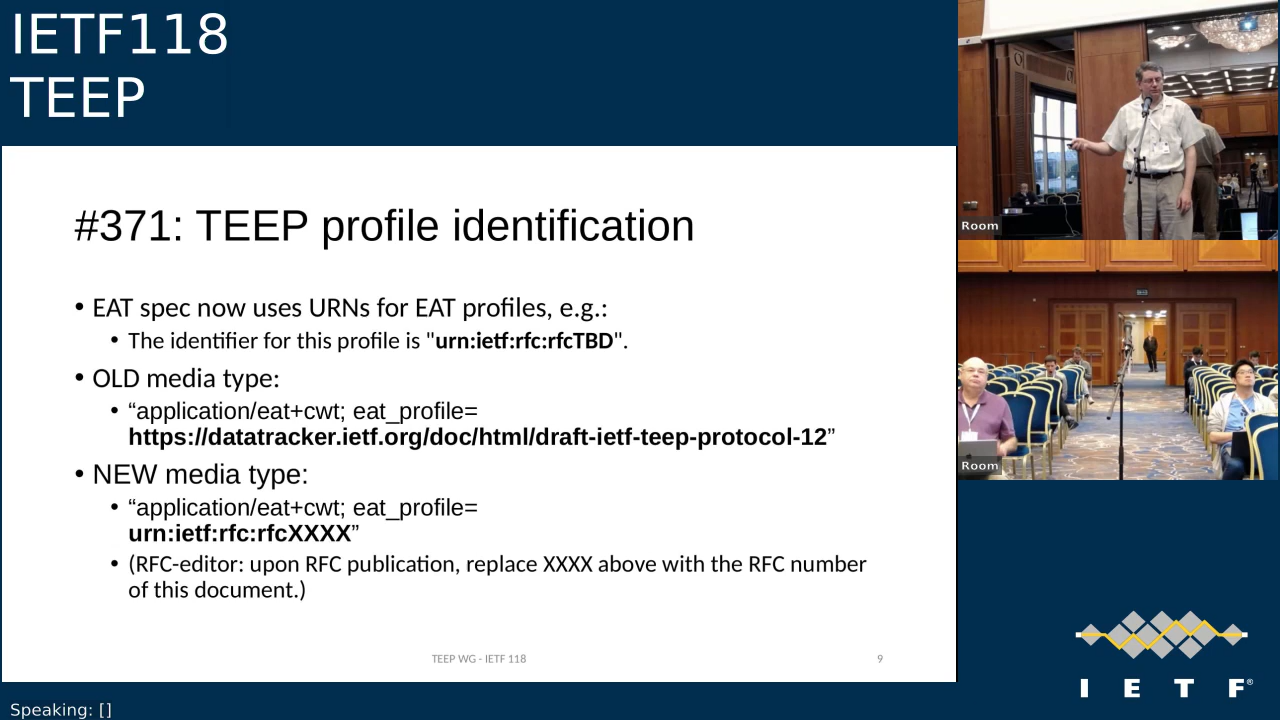 IETF118
TEEP
#371: TEEP profile identification
• EAT spec now uses URNs for EAT profiles, e.g.:
• The identifier for this profile is "urn:ietf:rfc:rfcTBD".
• OLD media type:
• “application/eat+cwt; eat_profile=
https://datatracker.ietf.org/doc/html/draft-ietf-teep-protocol-12”
• NEW media type:
• “application/eat+cwt; eat_profile=
urn:ietf:rfc:rfcXXXX”
• (RFC-editor: upon RFC publication, replace XXXX above with the RFC number
of this document.)
TEEP WG - IETF 118
9
Room
Room
I E T F®
Speaking: []